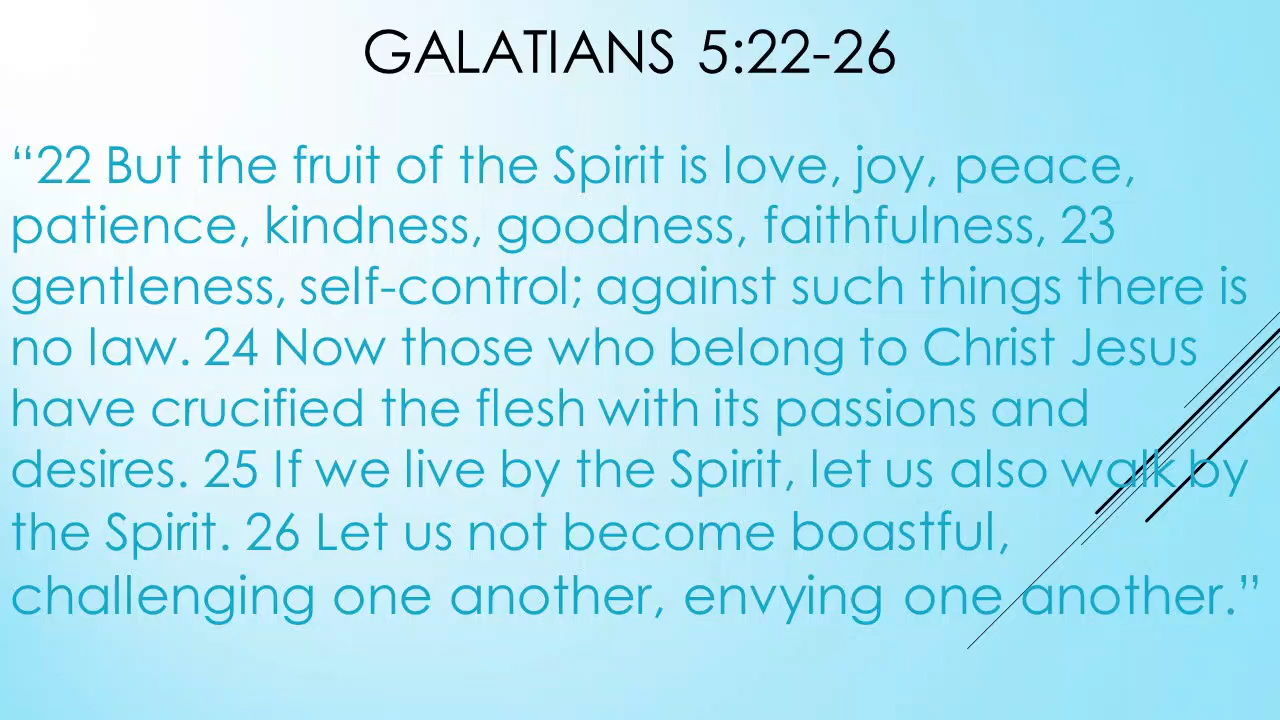 GALATIANS 5:22-26
“22 But the fruit of the Spirit is love, joy, peace,
patience, kindness, goodness, faithfulness, 23
gentleness, self-control; against such things there is
no law. 24 Now those who belong to Christ Jesus
have crucified the flesh with its passions and
desires. 25 If we live by the Spirit, let us also walk by
the Spirit. 26 Let us not become boastful,
challenging one another, envying one another.”